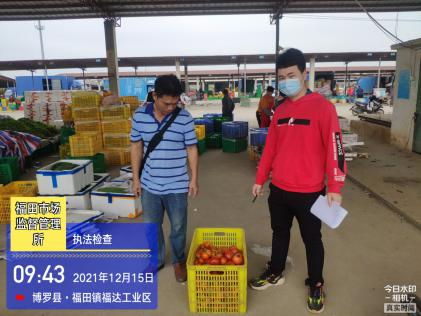 福田市场
监督管理
所
执法检查
09:43
2021年12月15日
博罗县·福田镇福达工业区
今日水印
相机
真实时间